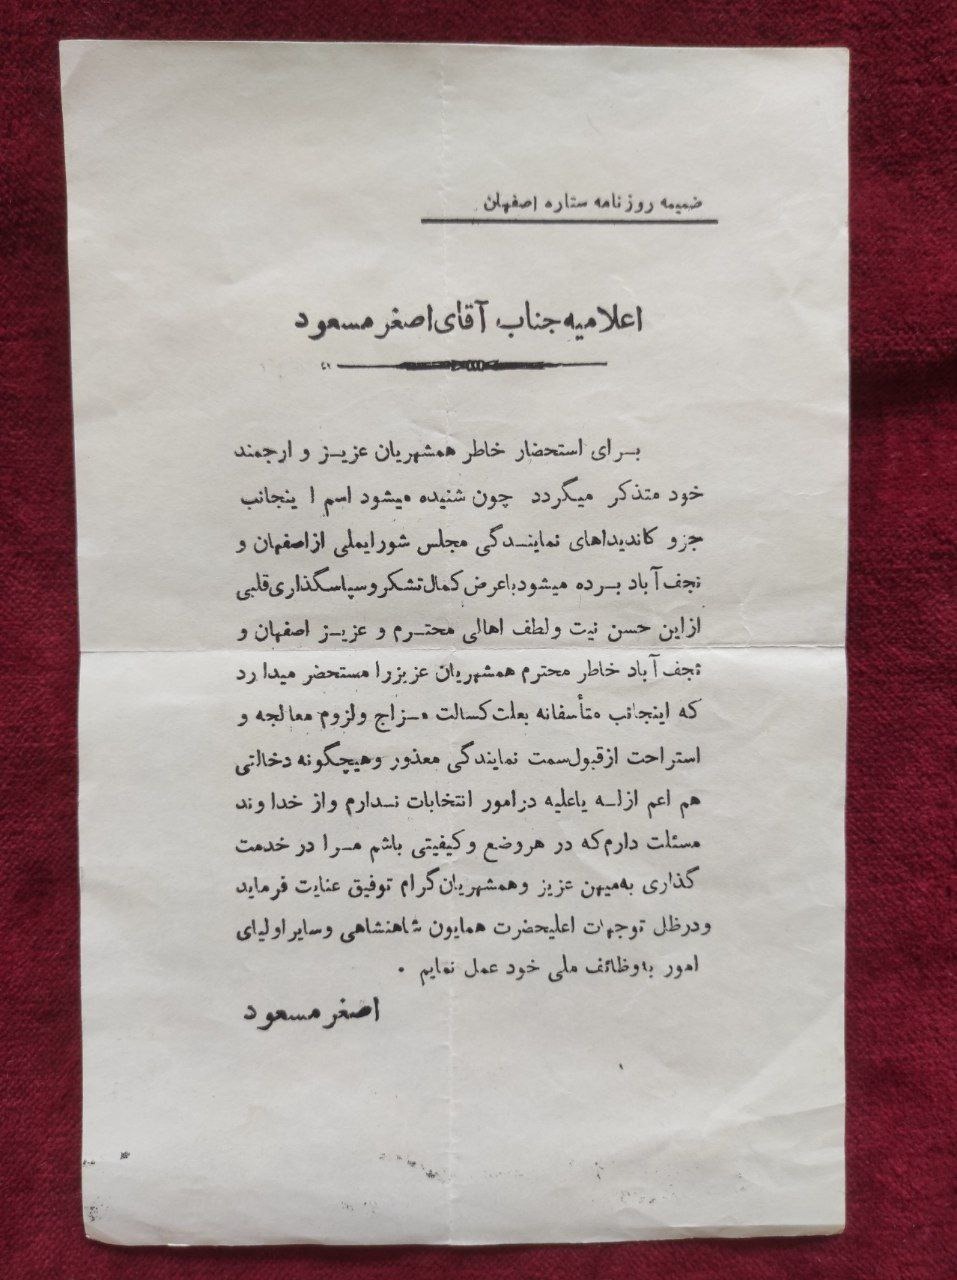 ضمیمه روزنامه ستاره اصفهان
اعلامیه جناب آقای اصغر مسعود
برای استحضار خاطر همشهریان عزیز و ارجمند
خود متذکر میگردد چون شنیده میشود اسم اینجانب
جزو کاندیداهای نمایندگی مجلس شورایملی از اصفهان و
نجف آباد برده میشود با عرض کمال تشکر و سپاسگذاری قلبی
از این حسن نیت و لطف اهالی محترم و عزیز اصفهان و
نجف آباد خاطر محترم همشهریان عزیز را مستحضر میدارد
که اینجانب متأسفانه بعلت کسالت مزاج و لزوم معالجه و
استراحت از قبول سمت نمایندگی معذور و هیچگونه دخالتی
هم اعم از له یا علیه در امور انتخابات ندارم و از خداوند
مسئلت دارم که در هر وضع و کیفیتی باشم مرا در خدمت
گذاری به میهن عزیز و همشهریان گرام توفیق عنایت فرماید
و در ظل توجهات اعلیحضرت همایون شاهنشاهی و سایر اولیای
امور با وظائف ملی خود عمل نمایم .
اصغر مسعود